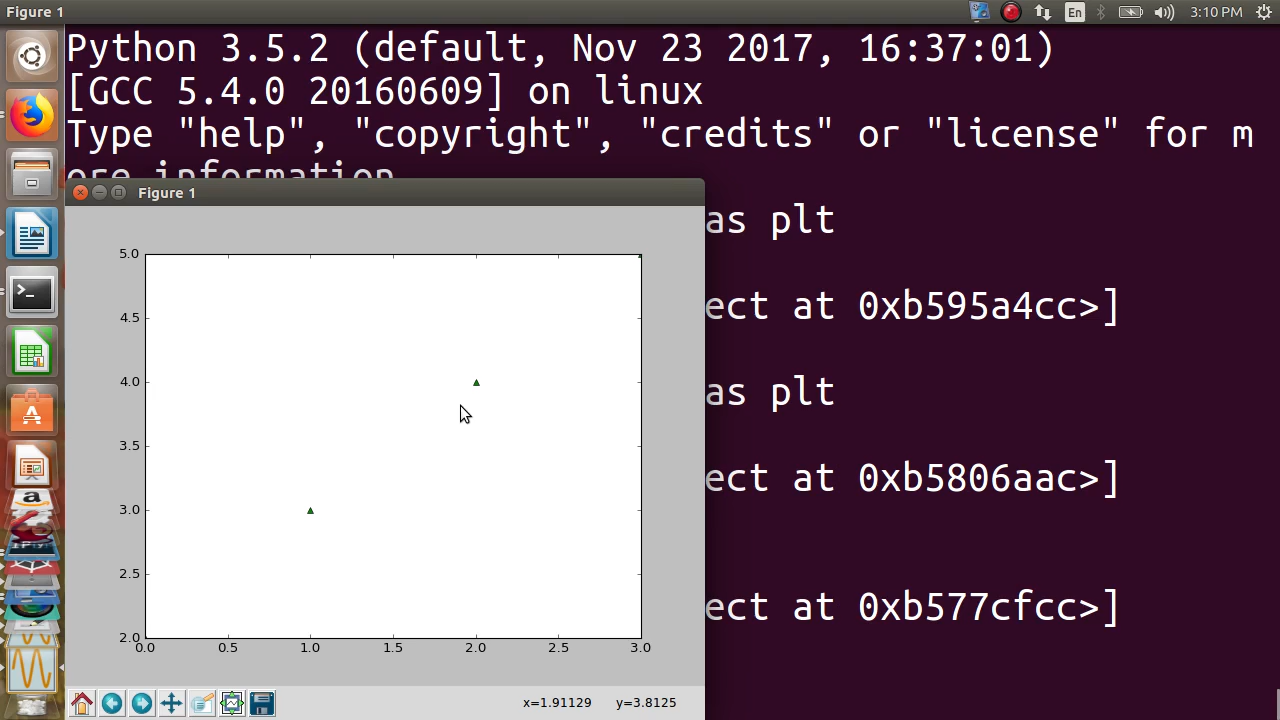 Figure 1
En
3:10 PM
Python 3.5.2 (default, Nov 23 2017, 16:37:01)
[GCC 5.4.0 20160609] on linux
Type "help", "copyright", "credits" or "license" for m
ore information
Figure 1
as plt
ect at 0xb595a4cc>]
as plt
ect at 0xb5806aac>]
ect at 0xb577cfcc>]
5.0
4.5
4.0
3.5
3.0
2.5
2.0
0.0 0.5 1.0 1.5 2.0 2.5 3.0
x=1.91129 y=3.8125